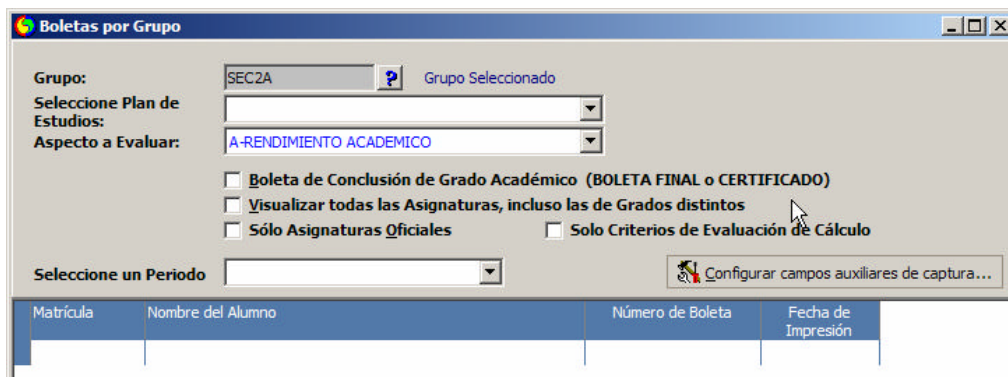 Boletas por Grupo
Grupo: SEC2A ? Grupo Seleccionado
Seleccione Plan de
Estudios:
Aspecto a Evaluar: A-RENDIMIENTO ACADEMICO
Boleta de Conclusión de Grado Académico (BOLETA FINAL o CERTIFICADO)
Visualizar todas las Asignaturas, incluso las de Grados distintos
Sólo Asignaturas Oficiales Solo Criterios de Evaluación de Cálculo
Seleccione un Periodo Configurar campos auxiliares de captura...
Matrícula Nombre del Alumno Número de Boleta Fecha de
Impresión